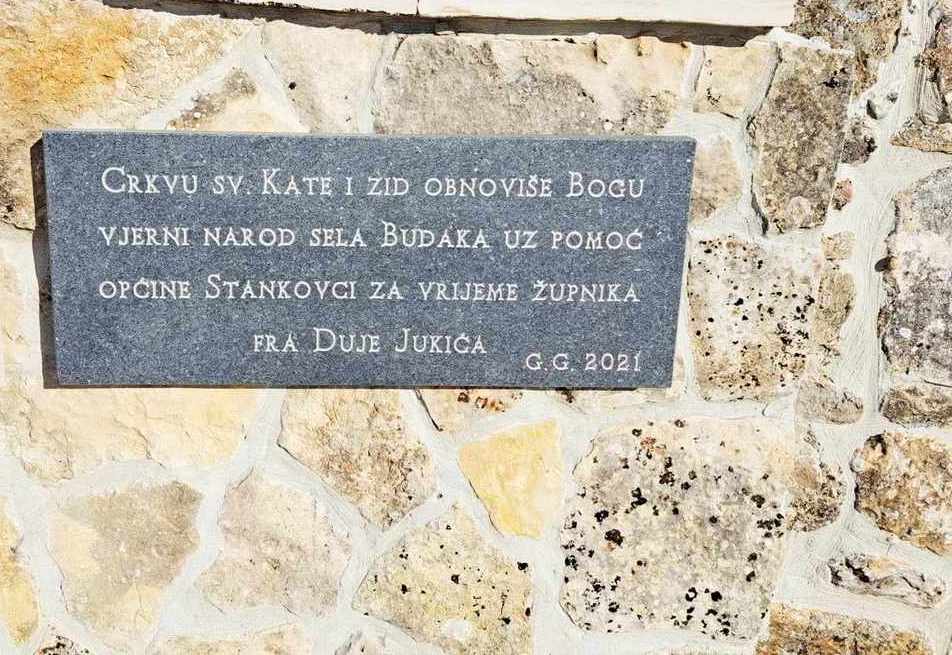 CRKVU SV. KATE I ZID OBNOVIŠE BOGU
VJERNI NAROD SELA BUDAKA UZ POMOĆ
OPĆINE STANKOVCI ZA VRIJEME ŽUPNIKA
FRA DUJE JUKIĆA
G.G. 2021